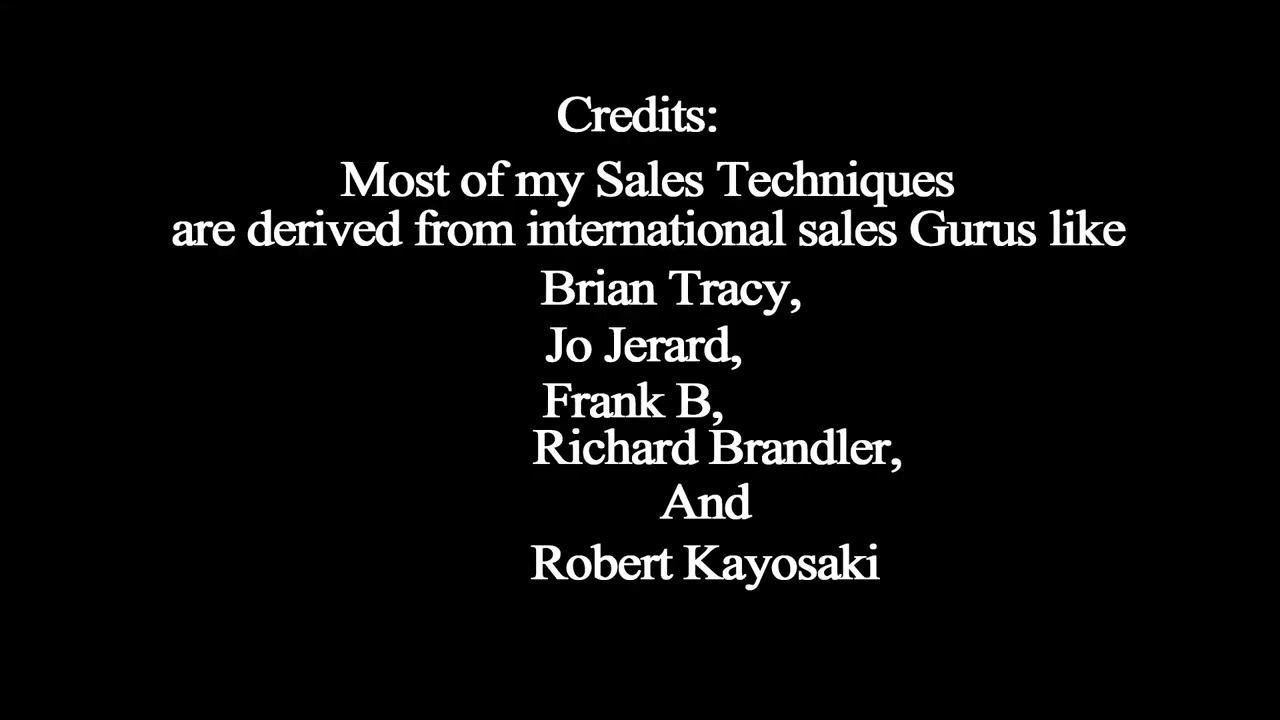 Credits:
Most of my Sales Techniques
are derived from international sales Gurus like
Brian Tracy,
Jo Jerard,
Frank B,
Richard Brandler,
And
Robert Kayosaki